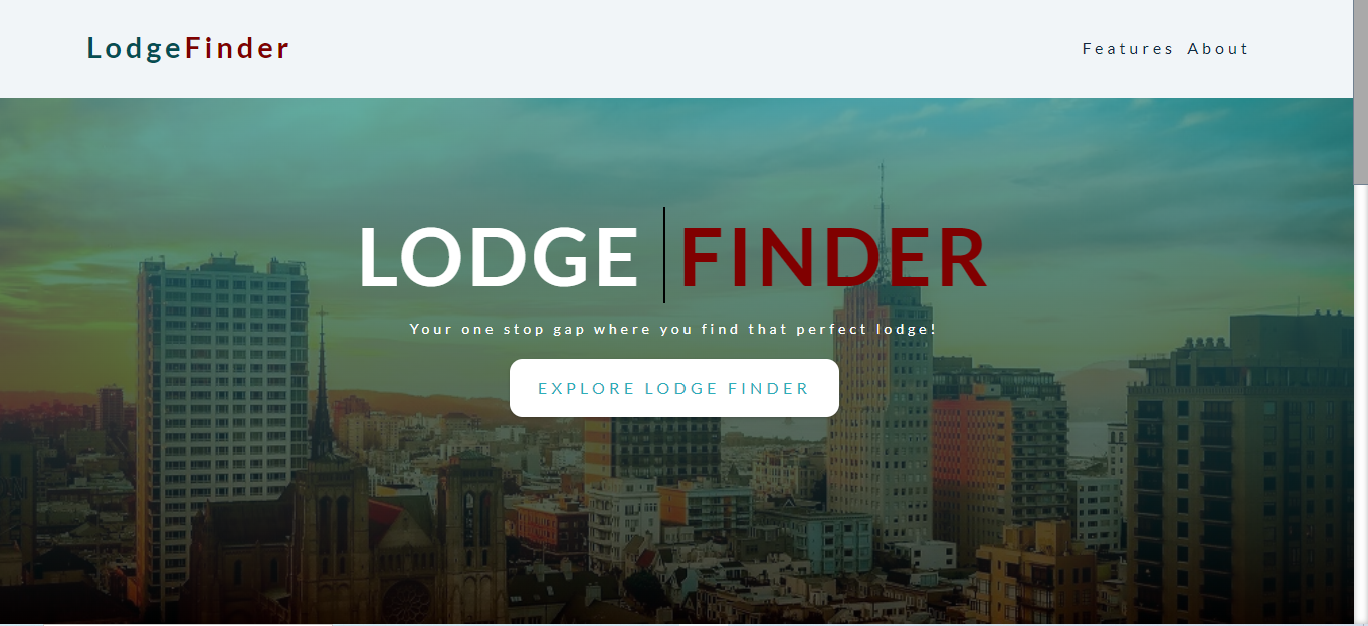 LodgeFinder
Features About
LODGE FINDER
Your one stop gap where you find that perfect lodge!
EXPLORE LODGE FINDER